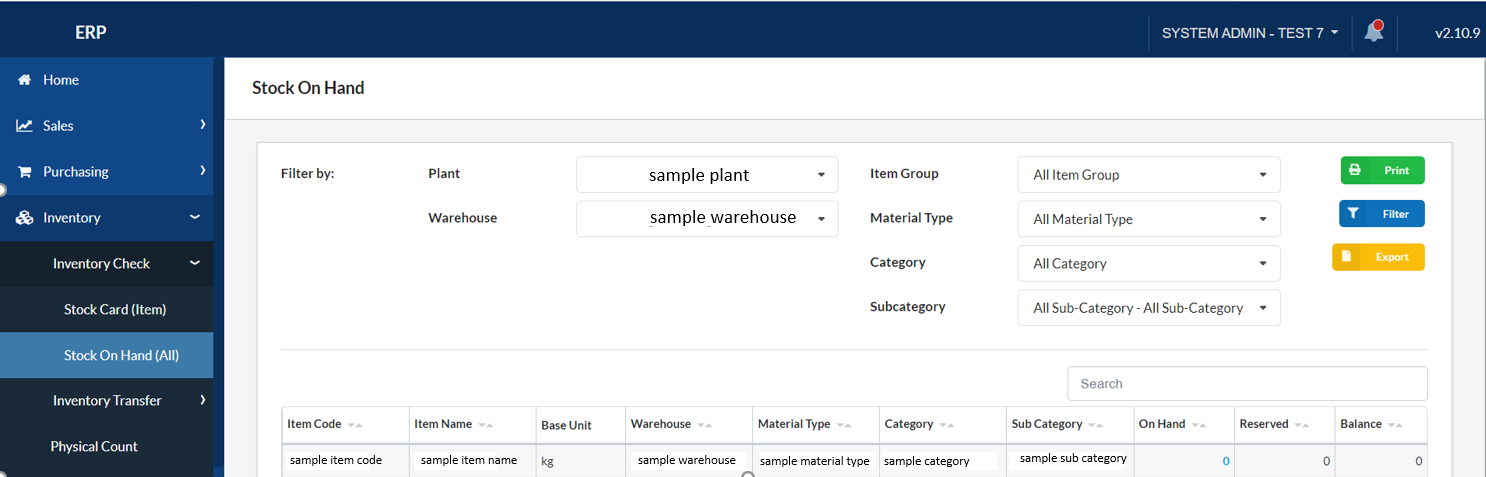 ERP
SYSTEM ADMIN - TEST 7
v2.10.9
Home
Sales
Purchasing
Inventory
Inventory Check
Stock Card (Item)
Stock On Hand (All)
Inventory Transfer
Physical Count
Stock On Hand
Filter by:
Plant
sample plant
Warehouse
sample warehouse
Item Group
All Item Group
Material Type
All Material Type
Category
All Category
Subcategory
All Sub-Category - All Sub-Category
Print
Filter
Export
Search
Item Code Item Name Base Unit Warehouse Material Type Category Sub Category On Hand Reserved Balance
sample item code sample item name kg sample warehouse sample material type sample category sample sub category 0 0 0